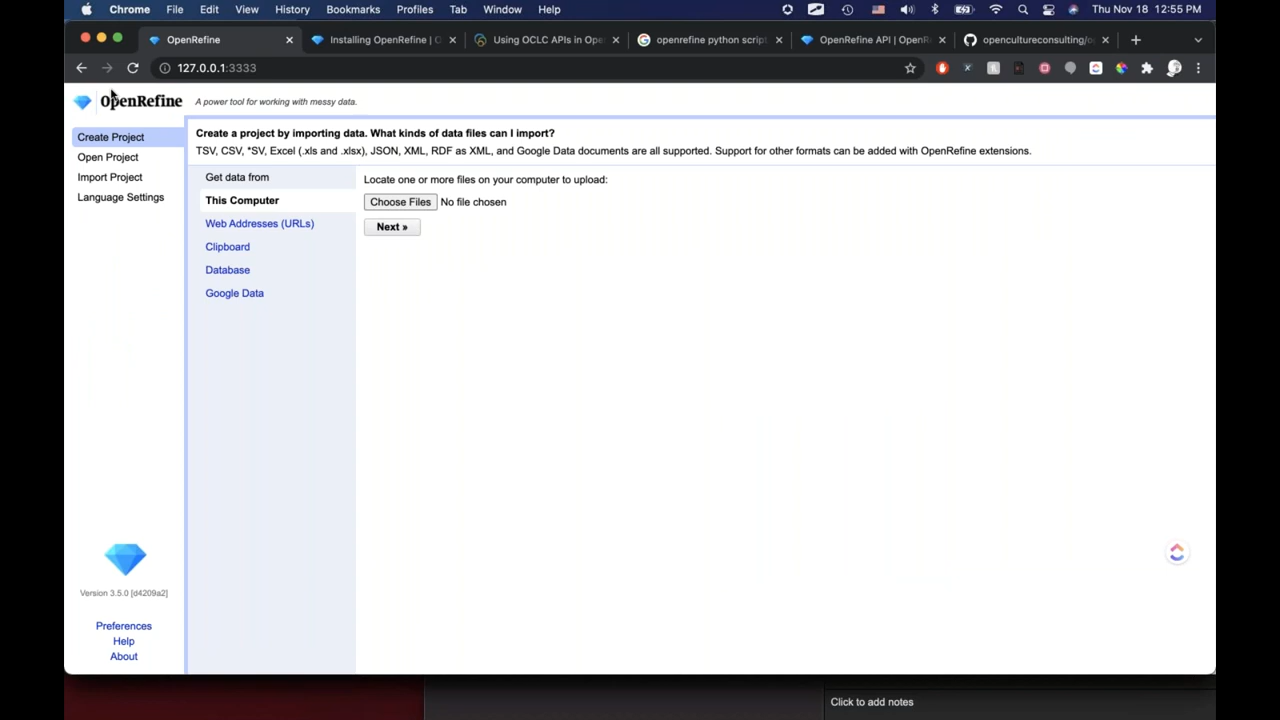 Chrome File Edit View History Bookmarks Profiles Tab Window Help Thu Nov 18 12:55 PM
OpenRefine Installing OpenRefine | O Using OCLC APIs in Open openrefine python script OpenRefine API | OpenR opencultureconsulting/o
127.0.0.1:3333
OpenRefine A power tool for working with messy data.
Create Project
Open Project
Import Project
Language Settings
Create a project by importing data. What kinds of data files can I import?
TSV, CSV, *SV, Excel (.xls and .xlsx), JSON, XML, RDF as XML, and Google Data documents are all supported. Support for other formats can be added with OpenRefine extensions.
Get data from
This Computer
Web Addresses (URLs)
Clipboard
Database
Google Data
Locate one or more files on your computer to upload:
Choose Files No file chosen
Next »
Version 3.5.0 [d4209a2]
Preferences
Help
About
Click to add notes